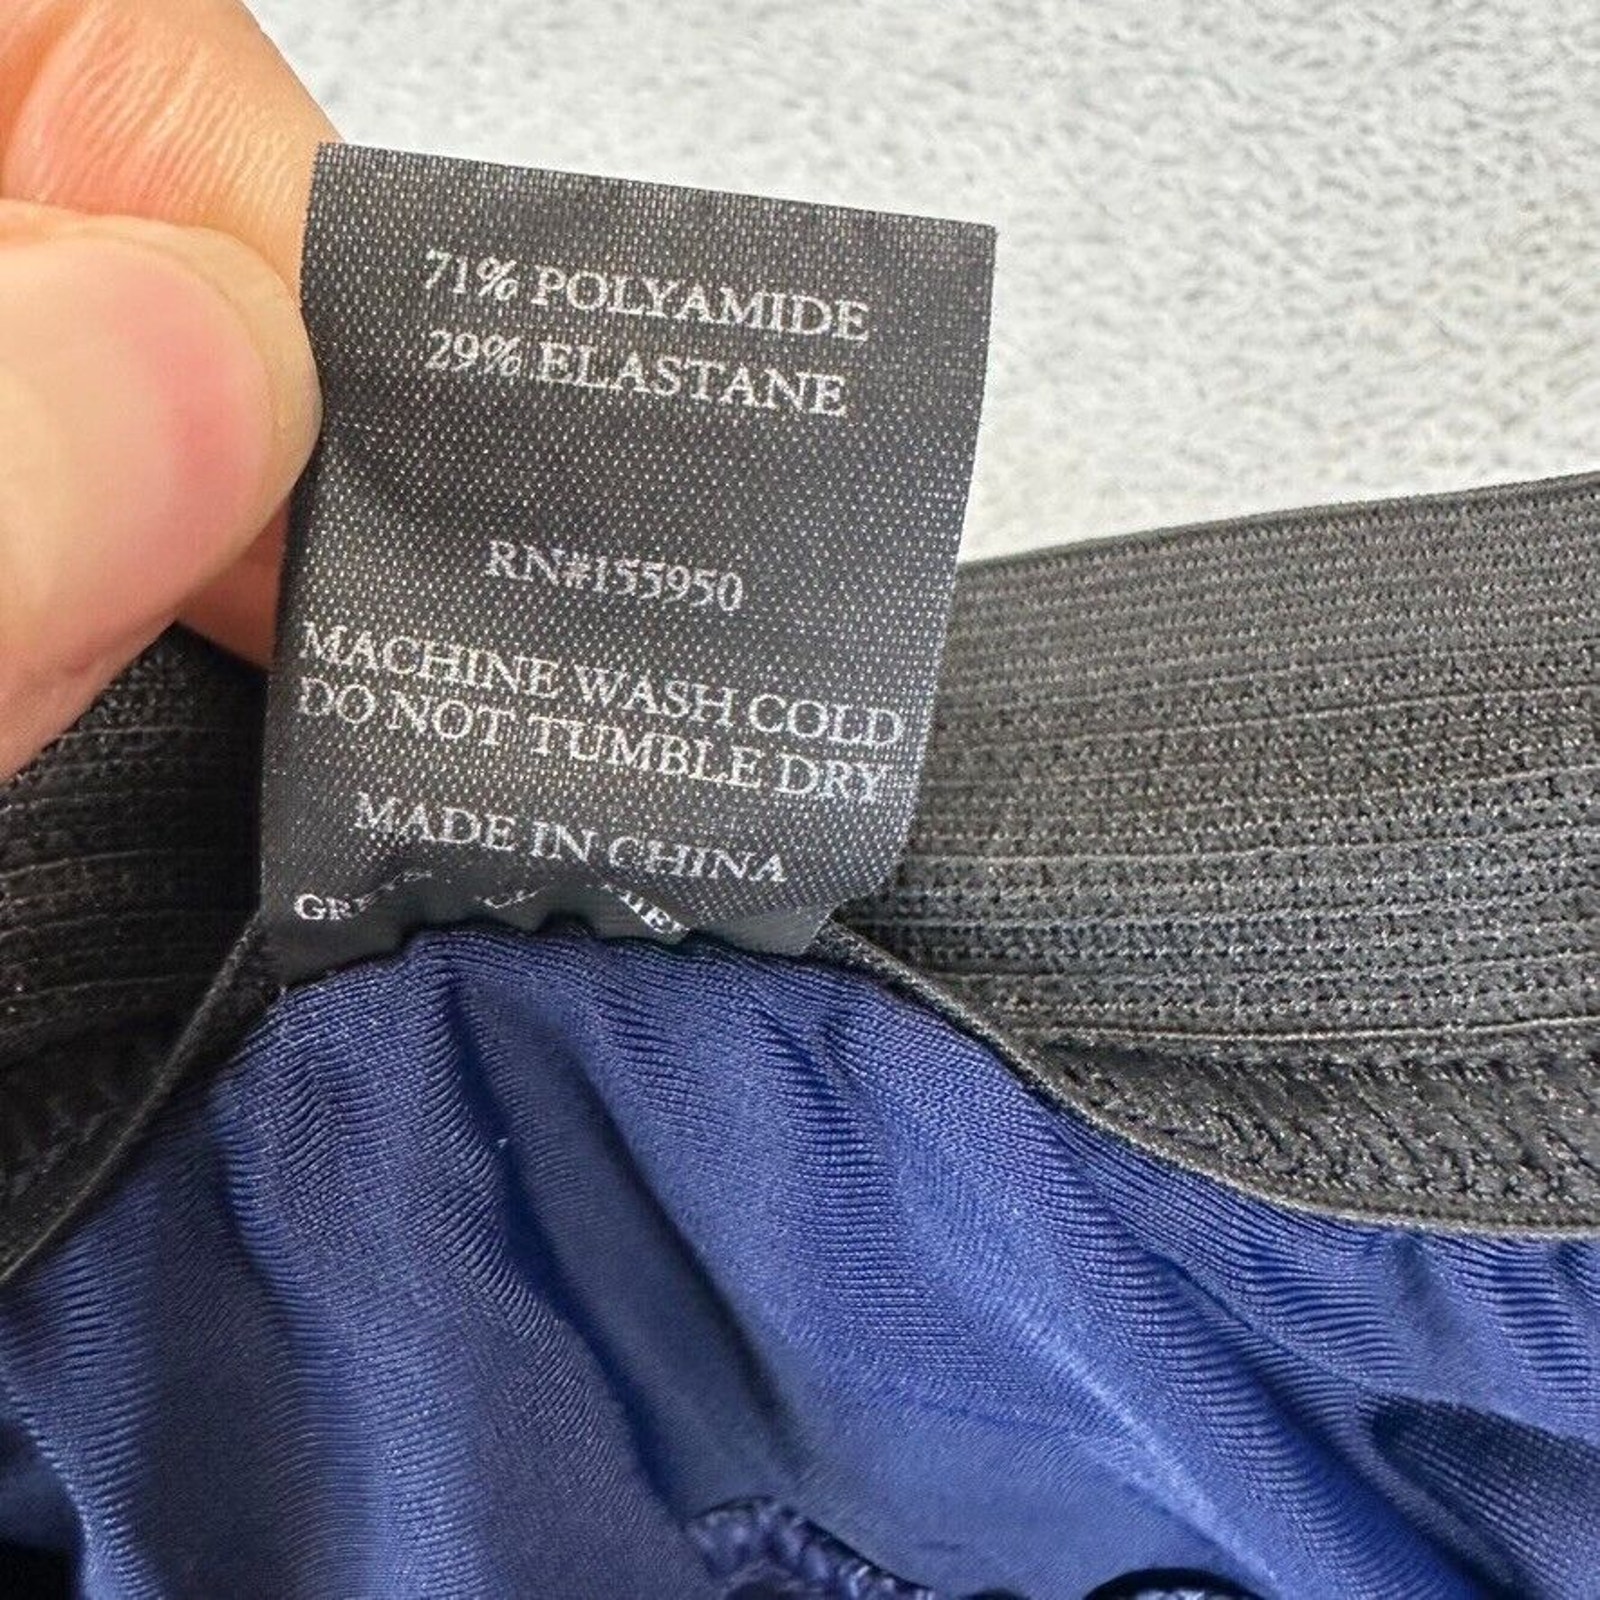 71% POLYAMIDE
29% ELASTANE
RN#155950
MACHINE WASH COLD
DO NOT TUMBLE DRY
MADE IN CHINA